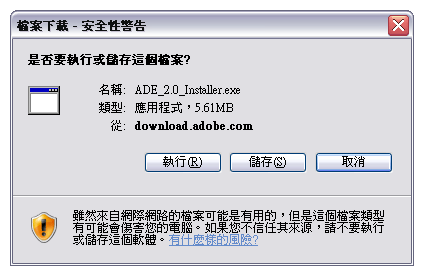 檔案下載 - 安全性警告
是否要執行或儲存這個檔案?
名稱: ADE_2.0_Installer.exe
類型: 應用程式，5.61MB
從: download.adobe.com
執行(R) 儲存(S) 取消
雖然來自網際網路的檔案可能是有用的，但是這個檔案類型
有可能會傷害您的電腦。如果您不信任其來源，請不要執行
或儲存這個軟體。有什麼樣的風險?